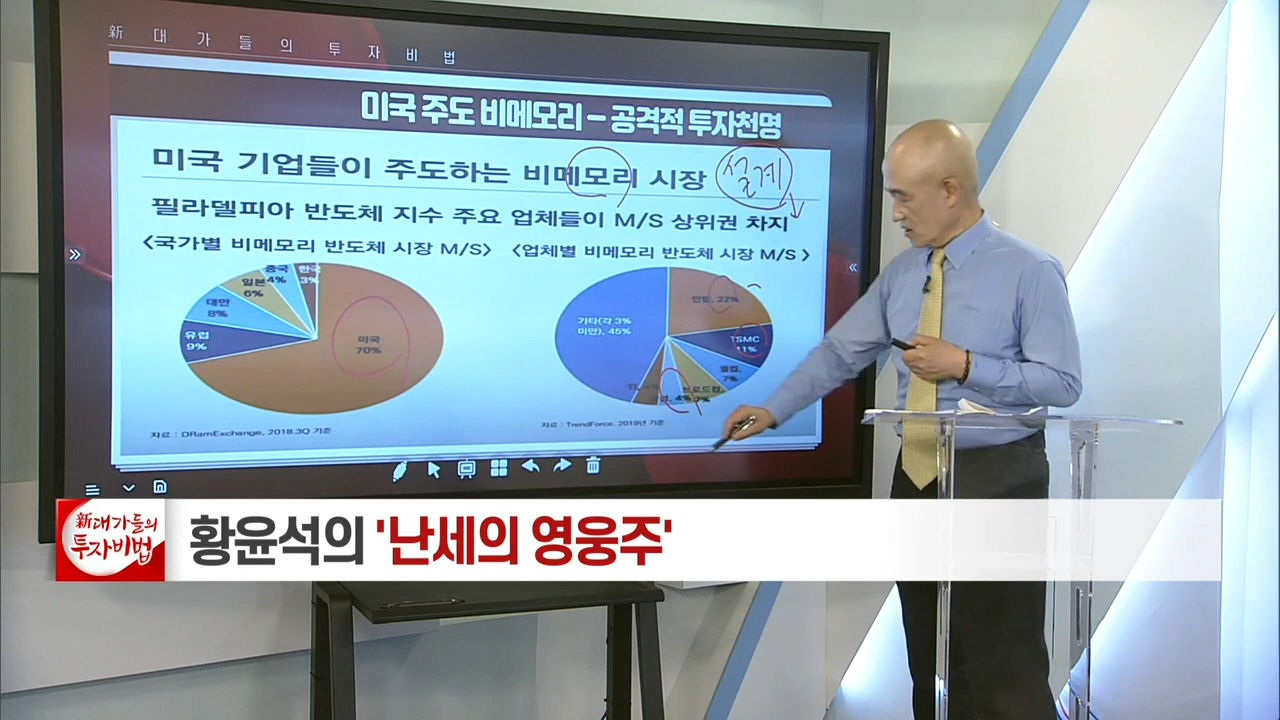 新 대 가 들 의 투 자 비 법
미국 주도 비메모리 - 공격적 투자천명
미국 기업들이 주도하는 비메모리 시장 설계
필라델피아 반도체 지수 주요 업체들이 M/S 상위권 차지
<국가별 비메모리 반도체 시장 M/S> <업체별 비메모리 반도체 시장 M/S >
중국
4%
한국
3%
일본
6%
대만
8%
유럽
9%
미국
70%
기타(각 3%
미만), 45%
인텔, 22%
TSMC
11%
퀄컴,
7%
브로드컴,
7%
4%
자료 : DRamExchange, 2018.3Q 기준
자료 : TrendForce, 2019년 기준
新대가들의
투자비법
황윤석의 '난세의 영웅주'